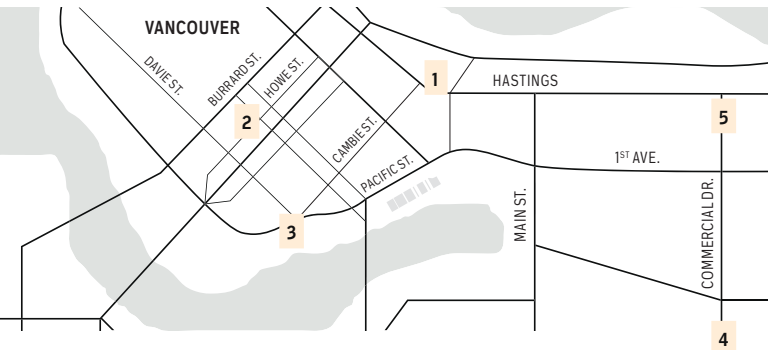 VANCOUVER
DAVIE ST.
BURRARD ST.
HOWE ST.
1
HASTINGS
2
CAMBIE ST.
5
PACIFIC ST.
1ST AVE.
MAIN ST.
COMMERCIAL DR.
3
4